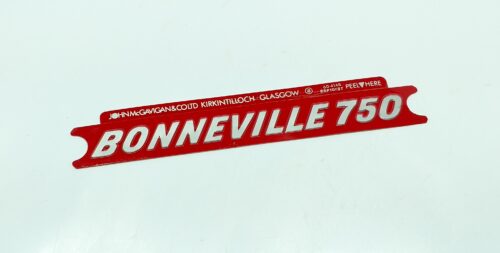 JOHN McGAVIGAN & CO LTD KIRKINTILLOCH · GLASGOW PEEL HERE
BONNEVILLE 750